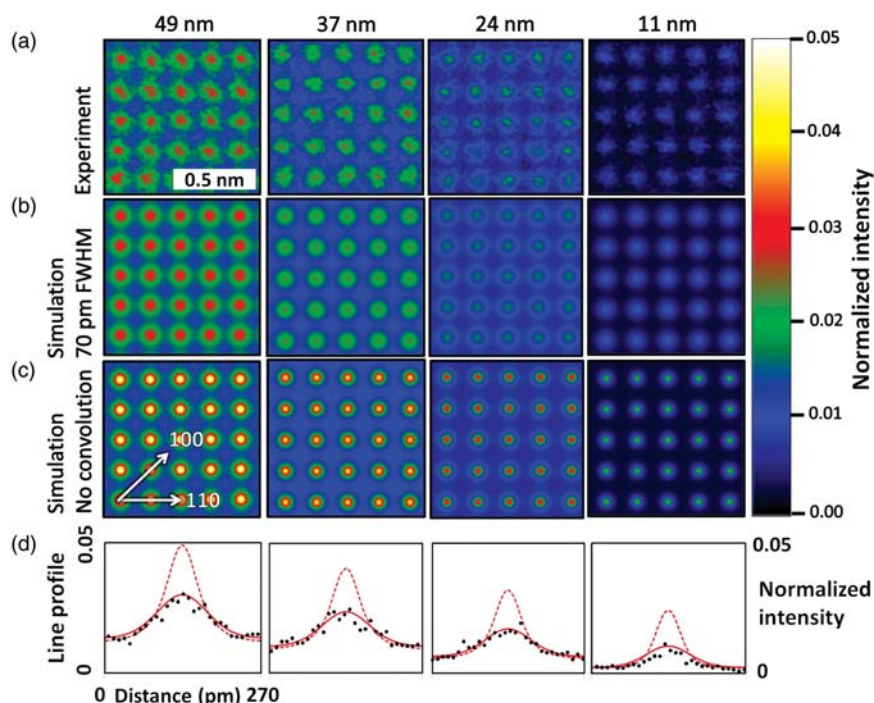 49 nm 37 nm 24 nm 11 nm
(a)
Experiment
0.5 nm
(b)
Simulation
70 pm FWHM
(c)
Simulation
No convolution
100
110
0.05
0.04
0.03
0.02
0.01
0.00
Normalized intensity
(d)
Line profile
0.05
0
0.05
0
Normalized
intensity
0 Distance (pm) 270